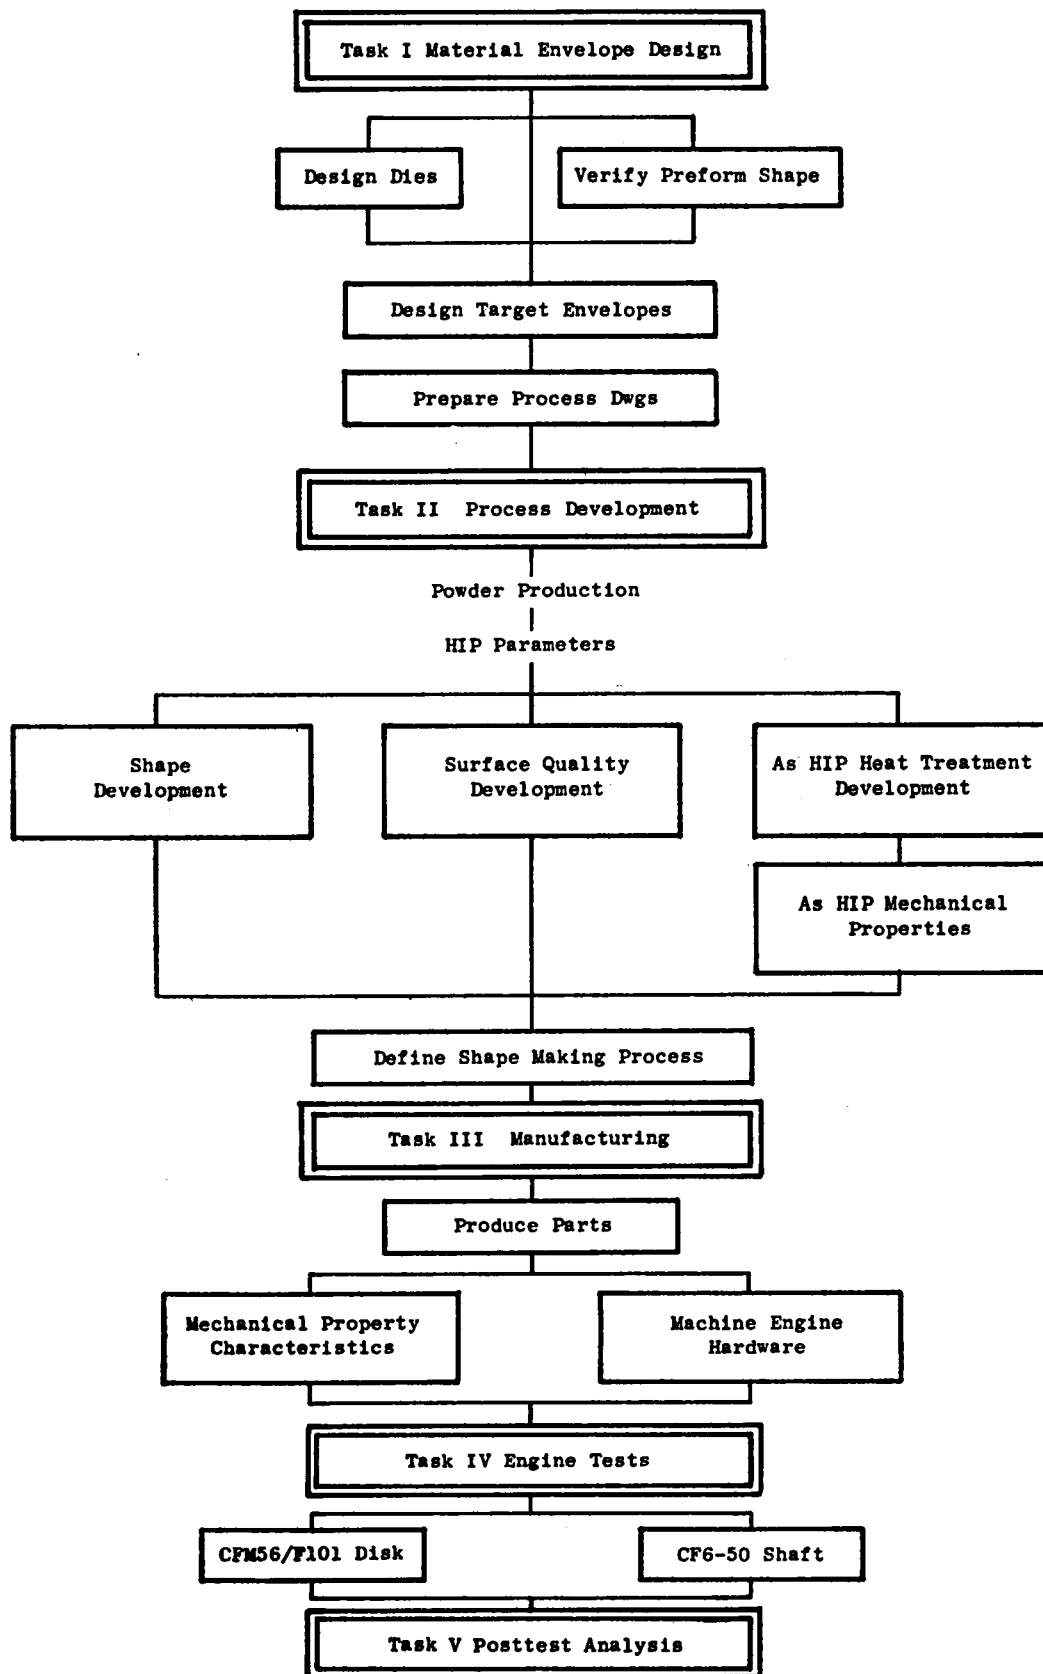 Task I Material Envelope Design
Design Dies
Verify Preform Shape
Design Target Envelopes
Prepare Process Dwgs
Task II Process Development
Powder Production
HIP Parameters
Shape
Development
Surface Quality
Development
As HIP Heat Treatment
Development
As HIP Mechanical
Properties
Define Shape Making Process
Task III Manufacturing
Produce Parts
Mechanical Property
Characteristics
Machine Engine
Hardware
Task IV Engine Tests
CFM56/F101 Disk
CF6-50 Shaft
Task V Posttest Analysis